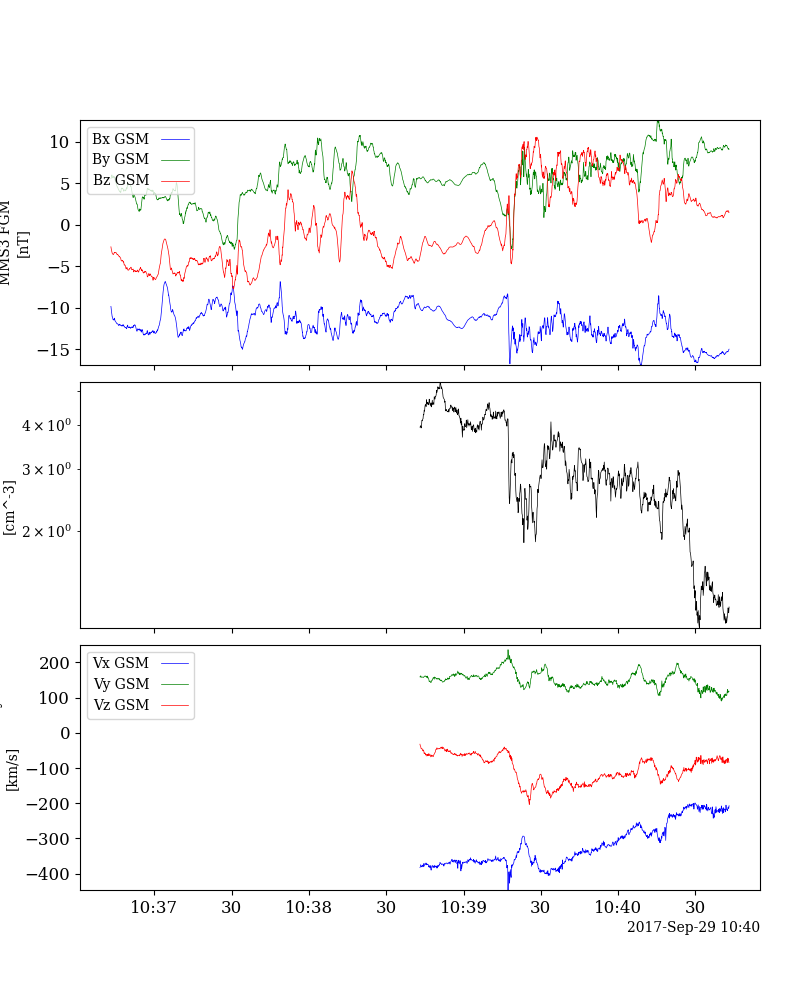 Bx GSM
By GSM
Bz GSM
10
5
0
−5
−10
−15
MMS3 FGM
[nT]
4 × 10⁰
3 × 10⁰
2 × 10⁰
[cm^-3]
Vx GSM
Vy GSM
Vz GSM
200
100
0
−100
−200
−300
−400
[km/s]
10:37 30 10:38 30 10:39 30 10:40 30
2017-Sep-29 10:40